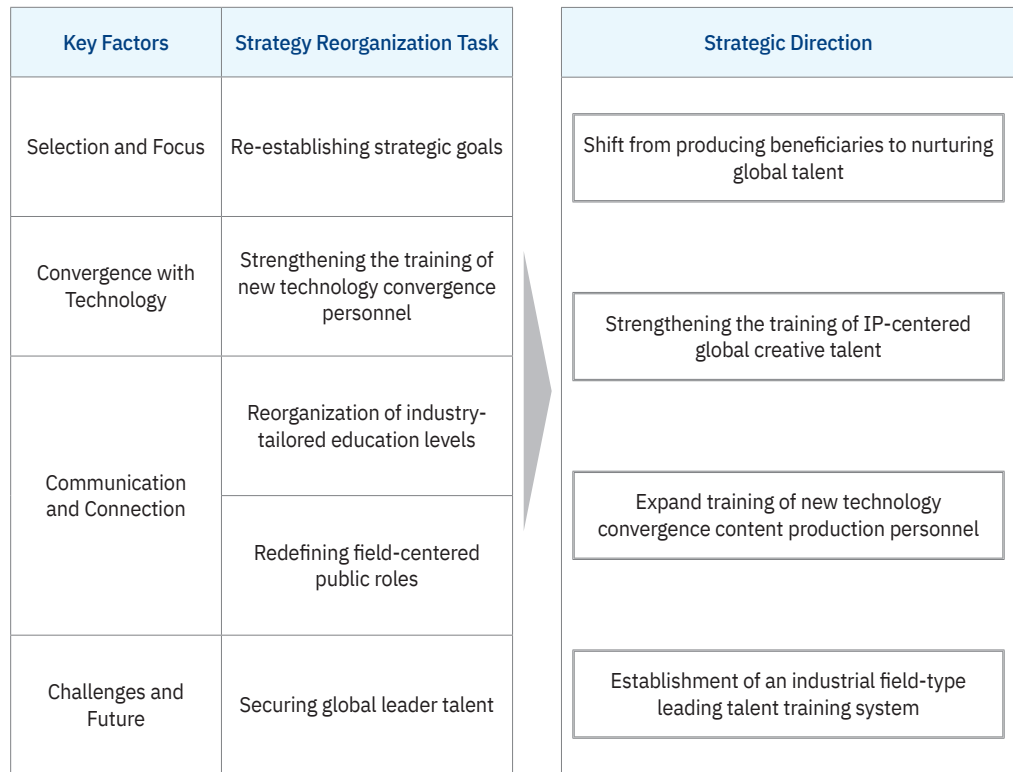 Key Factors
Strategy Reorganization Task
Strategic Direction
Selection and Focus
Re-establishing strategic goals
Convergence with
Technology
Strengthening the training of
new technology convergence
personnel
Communication
and Connection
Reorganization of industry-
tailored education levels
Redefining field-centered
public roles
Challenges and
Future
Securing global leader talent
Shift from producing beneficiaries to nurturing
global talent
Strengthening the training of IP-centered
global creative talent
Expand training of new technology
convergence content production personnel
Establishment of an industrial field-type
leading talent training system